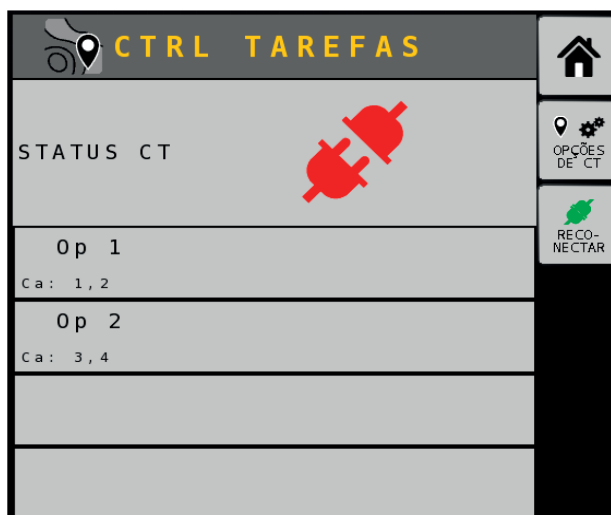 CTRL TAREFAS
OPÇÕES
DE CT
STATUS CT
RECO-
NECTAR
Op 1
Ca: 1,2
Op 2
Ca: 3,4